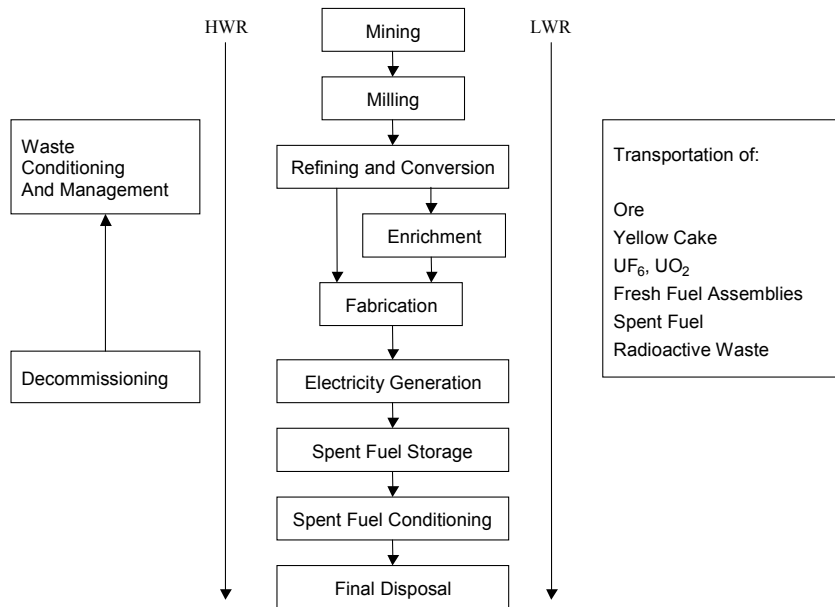 HWR
LWR
Mining
Milling
Waste
Conditioning
And Management
Refining and Conversion
Enrichment
Fabrication
Transportation of:
Ore
Yellow Cake
UF₆, UO₂
Fresh Fuel Assemblies
Spent Fuel
Radioactive Waste
Decommissioning
Electricity Generation
Spent Fuel Storage
Spent Fuel Conditioning
Final Disposal